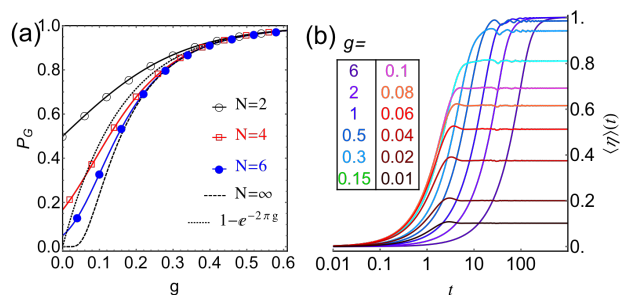 (a)
1.0
0.8
0.6
0.4
0.2
0.0
P_G
N=2
N=4
N=6
N=∞
1−e^{−2πg}
0.0 0.1 0.2 0.3 0.4 0.5 0.6
g
(b)
g=
6 0.1
2 0.08
1 0.06
0.5 0.04
0.3 0.02
0.15 0.01
1.
0.8
0.6
0.4
0.2
0.
⟨η⟩(t)
0.01 0.1 1 10 100
t